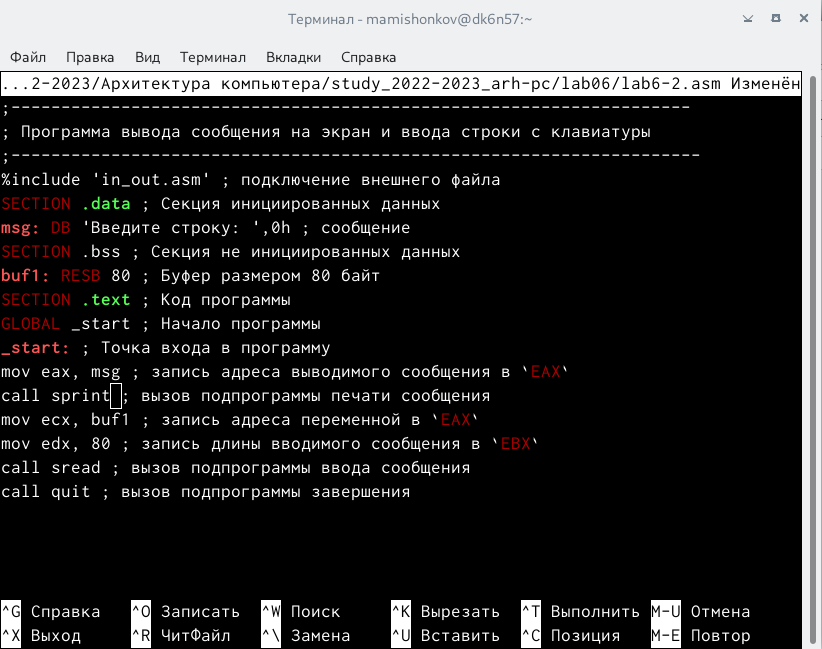 Терминал - mamishonkov@dk6n57:~
Файл Правка Вид Терминал Вкладки Справка
...2-2023/Архитектура компьютера/study_2022-2023_arh-pc/lab06/lab6-2.asm Изменён
;--------------------------------------------------------------------
; Программа вывода сообщения на экран и ввода строки с клавиатуры
;---------------------------------------------------------------------
%include 'in_out.asm' ; подключение внешнего файла
SECTION .data ; Секция инициированных данных
msg: DB 'Введите строку: ',0h ; сообщение
SECTION .bss ; Секция не инициированных данных
buf1: RESB 80 ; Буфер размером 80 байт
SECTION .text ; Код программы
GLOBAL _start ; Начало программы
_start: ; Точка входа в программу
mov eax, msg ; запись адреса выводимого сообщения в `EAX`
call sprint ; вызов подпрограммы печати сообщения
mov ecx, buf1 ; запись адреса переменной в `EAX`
mov edx, 80 ; запись длины вводимого сообщения в `EBX`
call sread ; вызов подпрограммы ввода сообщения
call quit ; вызов подпрограммы завершения
^G Справка ^O Записать ^W Поиск ^K Вырезать ^T Выполнить M-U Отмена
^X Выход ^R ЧитФайл ^\ Замена ^U Вставить ^C Позиция M-E Повтор